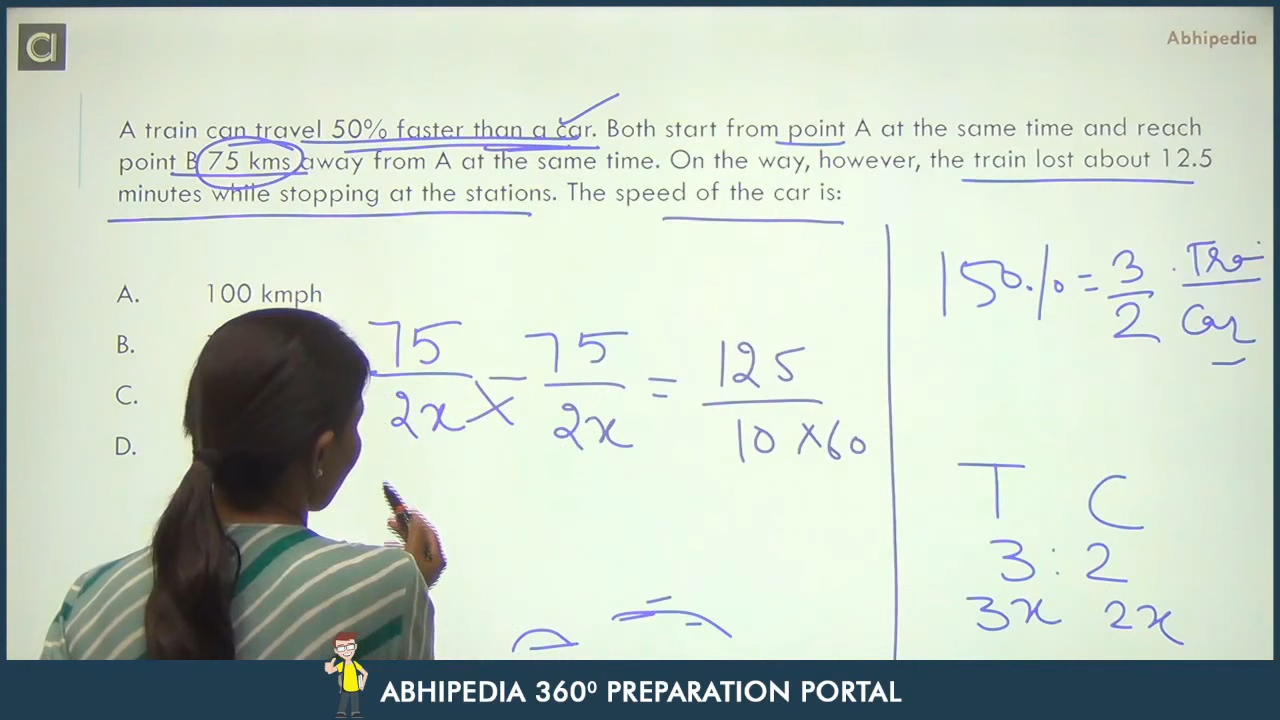 Abhipedia
A train can travel 50% faster than a car. Both start from point A at the same time and reach
point B 75 kms away from A at the same time. On the way, however, the train lost about 12.5
minutes while stopping at the stations. The speed of the car is:
150% = 3/2 Car
A. 100 kmph
B.
C.
D.
75/2x - 75/2x = 125/10 x 60
T C
3 : 2
3x 2x
ABHIPEDIA 360⁰ PREPARATION PORTAL